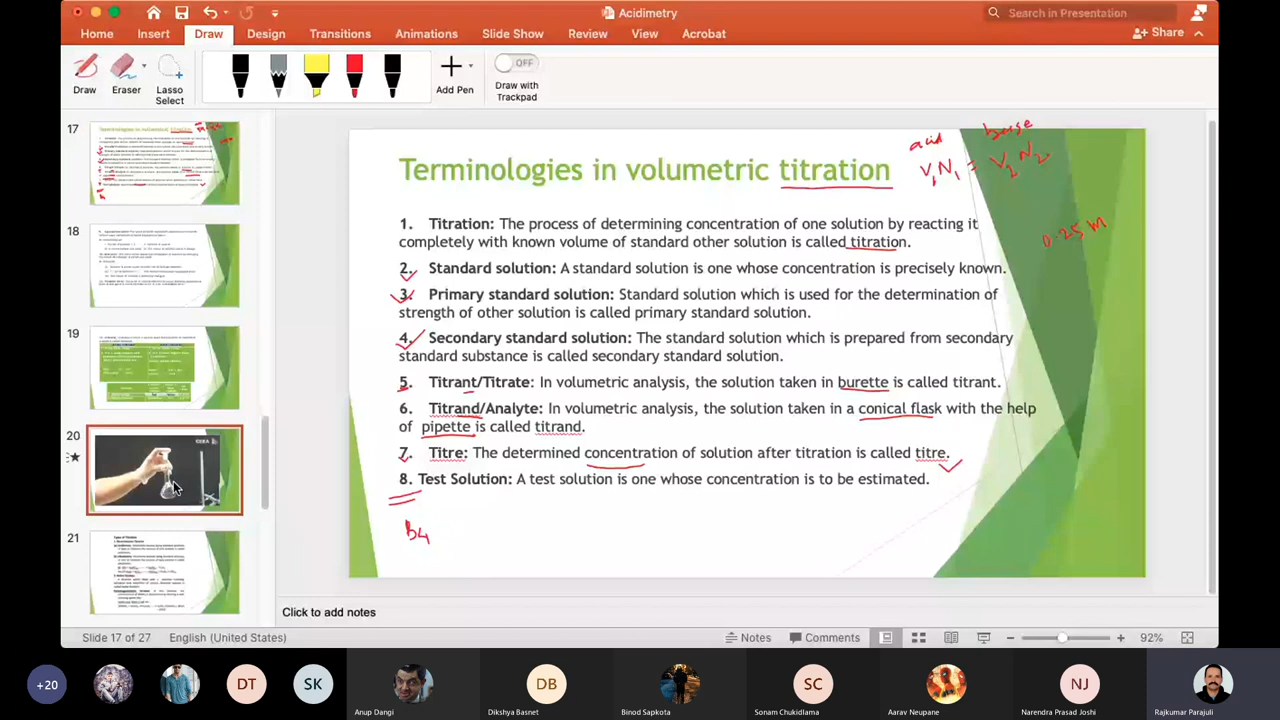 Acidimetry
Search in Presentation
Home Insert Draw Design Transitions Animations Slide Show Review View Acrobat
Share
OFF
Draw Eraser Lasso Select Add Pen Draw with Trackpad
17
Terminologies in volumetric titration
18
19
20
21
Terminologies in volumetric titration
acid base
V1N1 = V2N2
0.25 M
1. Titration: The process of determining concentration of one solution by reacting it
completely with known volume of standard other solution is called titration.
2. Standard solution: A standard solution is one whose concentration is precisely known.
3. Primary standard solution: Standard solution which is used for the determination of
strength of other solution is called primary standard solution.
4. Secondary standard solution: The standard solution which is prepared from secondary
standard substance is called secondary standard solution.
5. Titrant/Titrate: In volumetric analysis, the solution taken in burette is called titrant.
6. Titrand/Analyte: In volumetric analysis, the solution taken in a conical flask with the help
of pipette is called titrand.
7. Titre: The determined concentration of solution after titration is called titre.
8. Test Solution: A test solution is one whose concentration is to be estimated.
Click to add notes
Slide 17 of 27 English (United States) Notes Comments 92%
+20 DT SK DB SC NJ
Anup Dangi Dikshya Basnet Binod Sapkota Sonam Chukidlama Aarav Neupane Narendra Prasad Joshi Rajkumar Parajuli